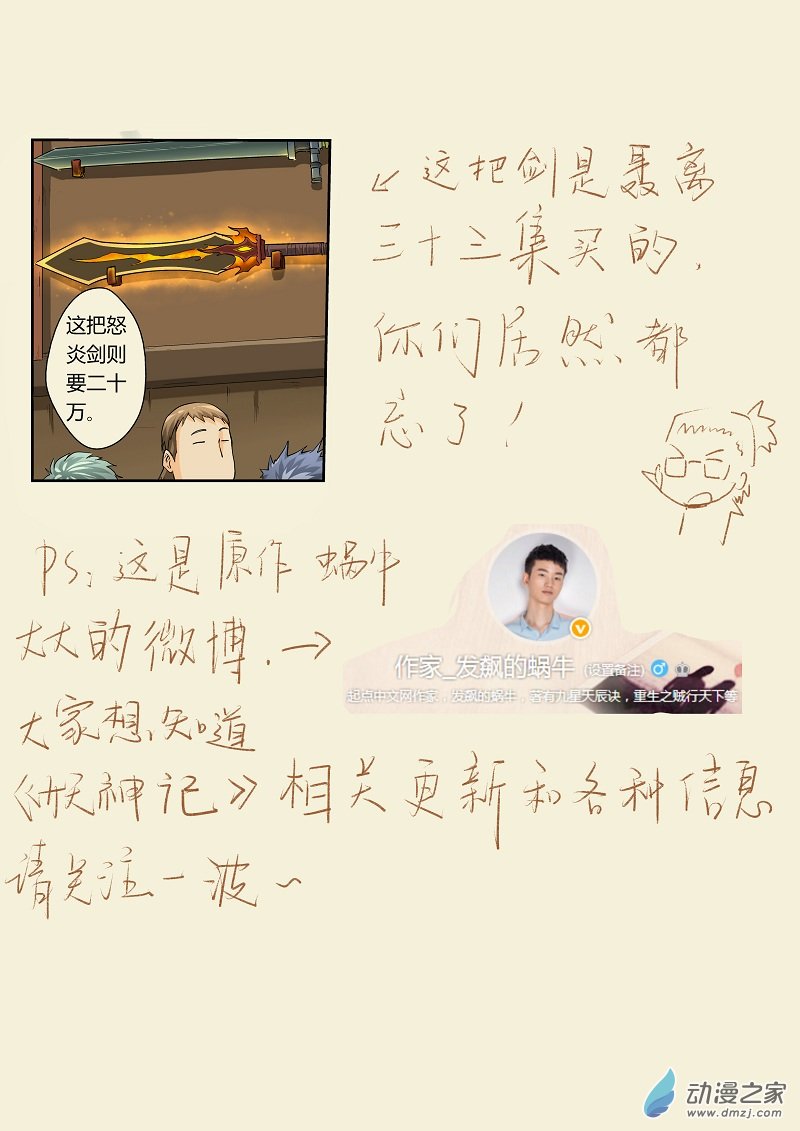 这把怒
炎剑则
要二十
万。
↙这把剑是聂离
三十三集买的，
你们居然都
忘了！
PS：这是原作蜗牛
大大的微博，→
作家_发飙的蜗牛 (设置备注)
起点中文网作家，发飙的蜗牛，著有九星天辰诀，重生之贼行天下等
大家想知道
《妖神记》相关更新和各种信息
请关注一波~
动漫之家
www.dmzj.com